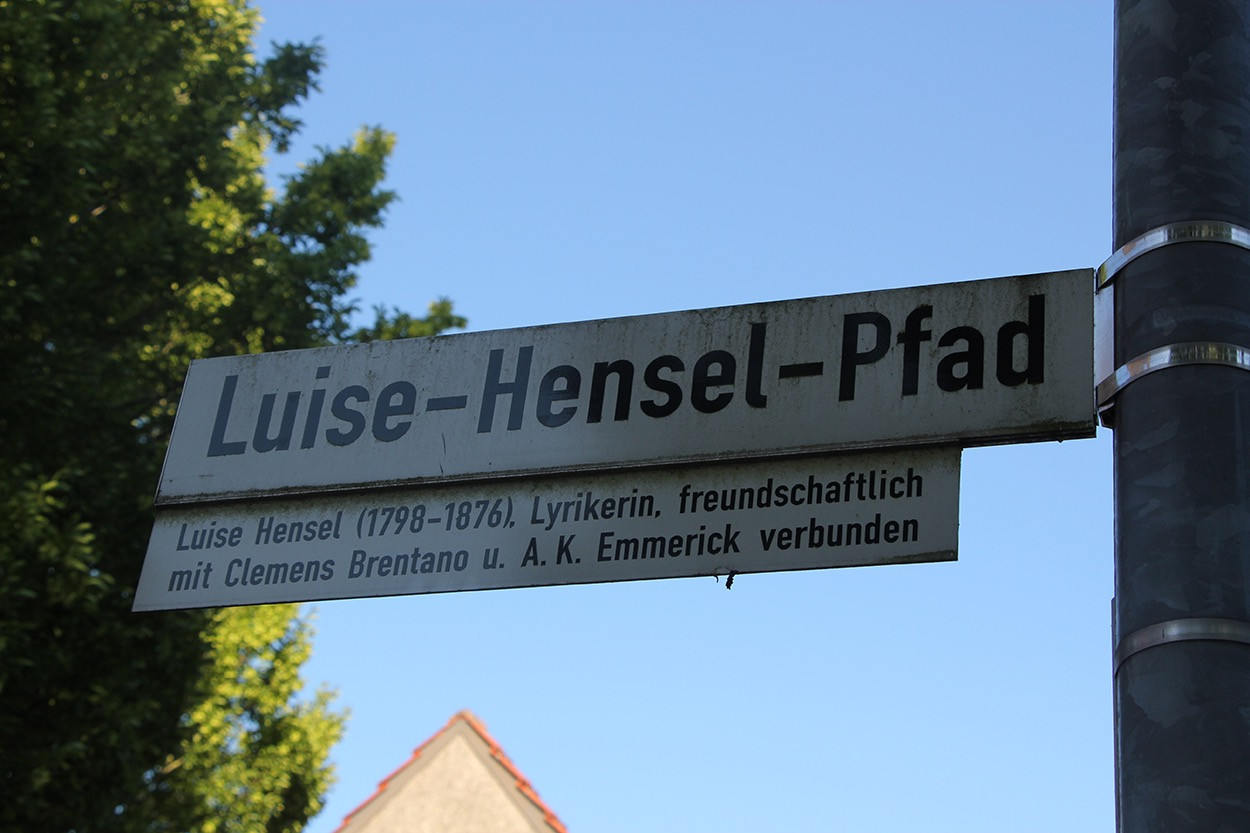 Luise-Hensel-Pfad
Luise Hensel (1798-1876), Lyrikerin, freundschaftlich
mit Clemens Brentano u. A. K. Emmerick verbunden